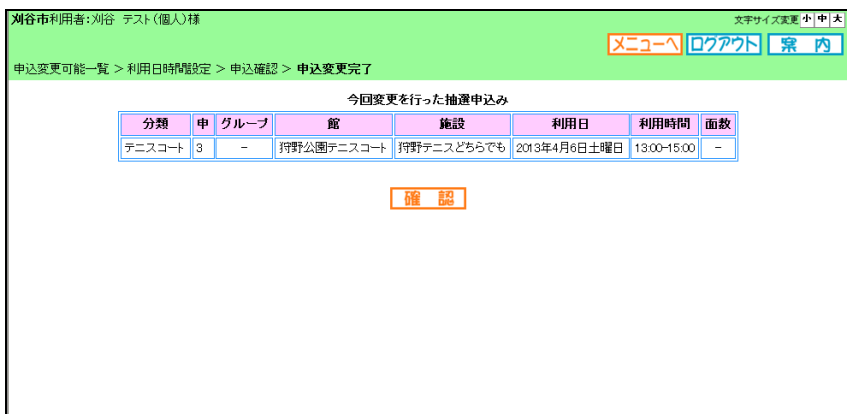 刈谷市利用者:刈谷 テスト(個人)様
文字サイズ変更 小 中 大
メニューへ ログアウト 案 内
申込変更可能一覧 > 利用日時間設定 > 申込確認 > 申込変更完了
今回変更を行った抽選申込み
分類 申 グループ 館 施設 利用日 利用時間 面数
テニスコート 3 - 狩野公園テニスコート 狩野テニスどちらでも 2013年4月6日土曜日 13:00-15:00 -
確 認